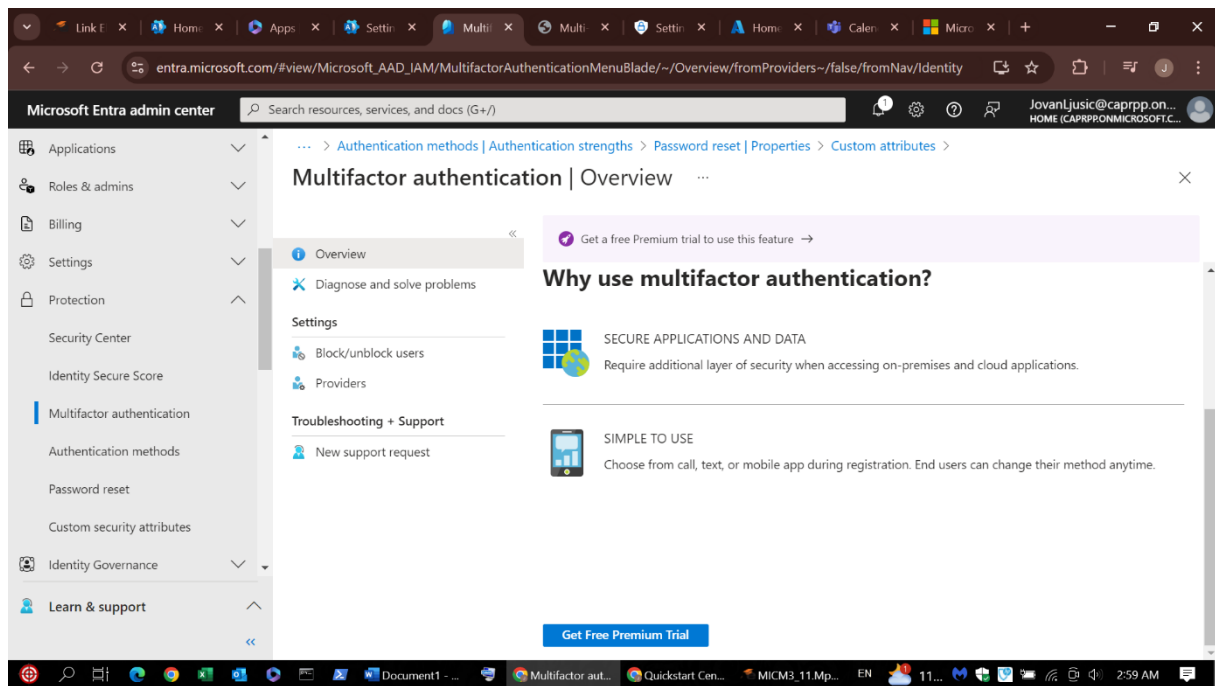 Link E
Home
Apps
Settin
Multif
Multi-
Settin
Home
Calen
Micro
entra.microsoft.com/#view/Microsoft_AAD_IAM/MultifactorAuthenticationMenuBlade/~/Overview/fromProviders~/false/fromNav/Identity
J
Microsoft Entra admin center
Search resources, services, and docs (G+/)
1
JovanLjusic@caprpp.on...
HOME (CAPRPP.ONMICROSOFT.C...
Applications
Roles & admins
Billing
Settings
Protection
Security Center
Identity Secure Score
Multifactor authentication
Authentication methods
Password reset
Custom security attributes
Identity Governance
Learn & support
«
··· > Authentication methods | Authentication strengths > Password reset | Properties > Custom attributes >
Multifactor authentication | Overview ···
«
Overview
Diagnose and solve problems
Settings
Block/unblock users
Providers
Troubleshooting + Support
New support request
Get a free Premium trial to use this feature →
Why use multifactor authentication?
SECURE APPLICATIONS AND DATA
Require additional layer of security when accessing on-premises and cloud applications.
SIMPLE TO USE
Choose from call, text, or mobile app during registration. End users can change their method anytime.
Get Free Premium Trial
Document1 - ...
Multifactor aut...
Quickstart Cen...
MICM3_11.Mp...
EN
11...
2:59 AM